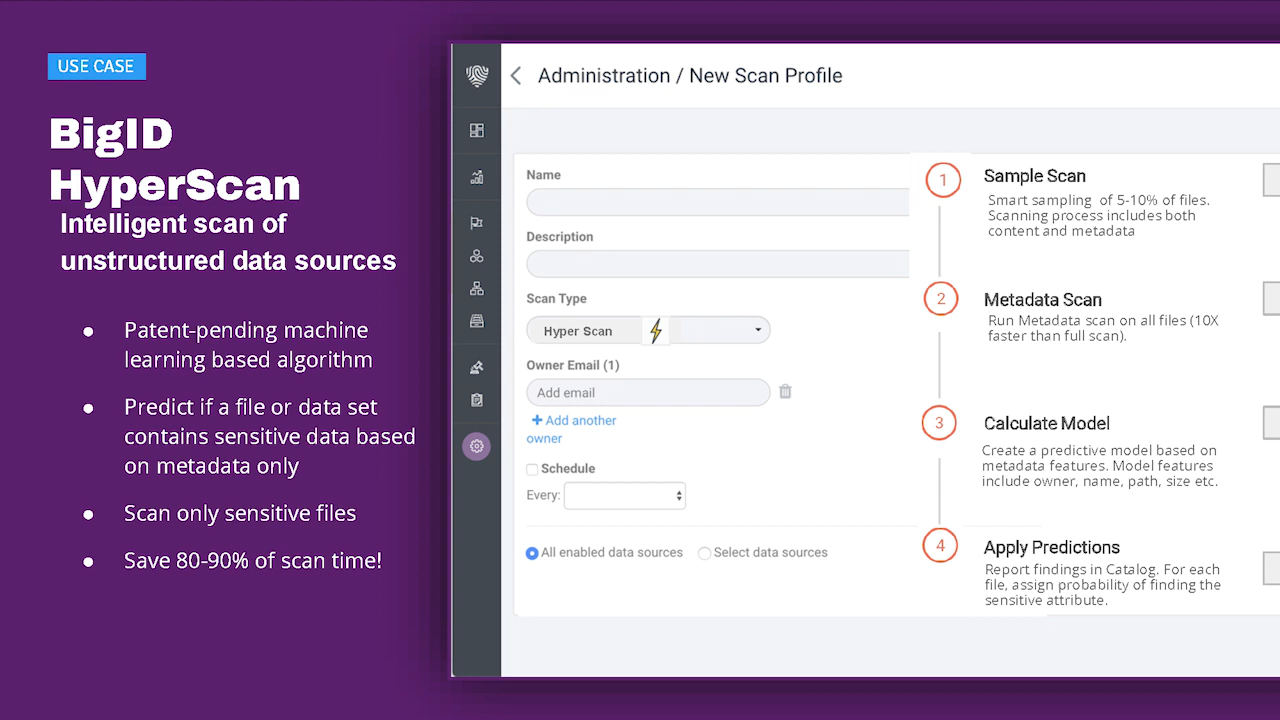 USE CASE
BigID
HyperScan
Intelligent scan of
unstructured data sources
● Patent-pending machine
learning based algorithm
● Predict if a file or data set
contains sensitive data based
on metadata only
● Scan only sensitive files
● Save 80-90% of scan time!
Administration / New Scan Profile
Name
Description
Scan Type
Hyper Scan
Owner Email (1)
Add email
+ Add another
owner
Schedule
Every:
All enabled data sources
Select data sources
1
Sample Scan
Smart sampling of 5-10% of files.
Scanning process includes both
content and metadata
2
Metadata Scan
Run Metadata scan on all files (10X
faster than full scan).
3
Calculate Model
Create a predictive model based on
metadata features. Model features
include owner, name, path, size etc.
4
Apply Predictions
Report findings in Catalog. For each
file, assign probability of finding the
sensitive attribute.